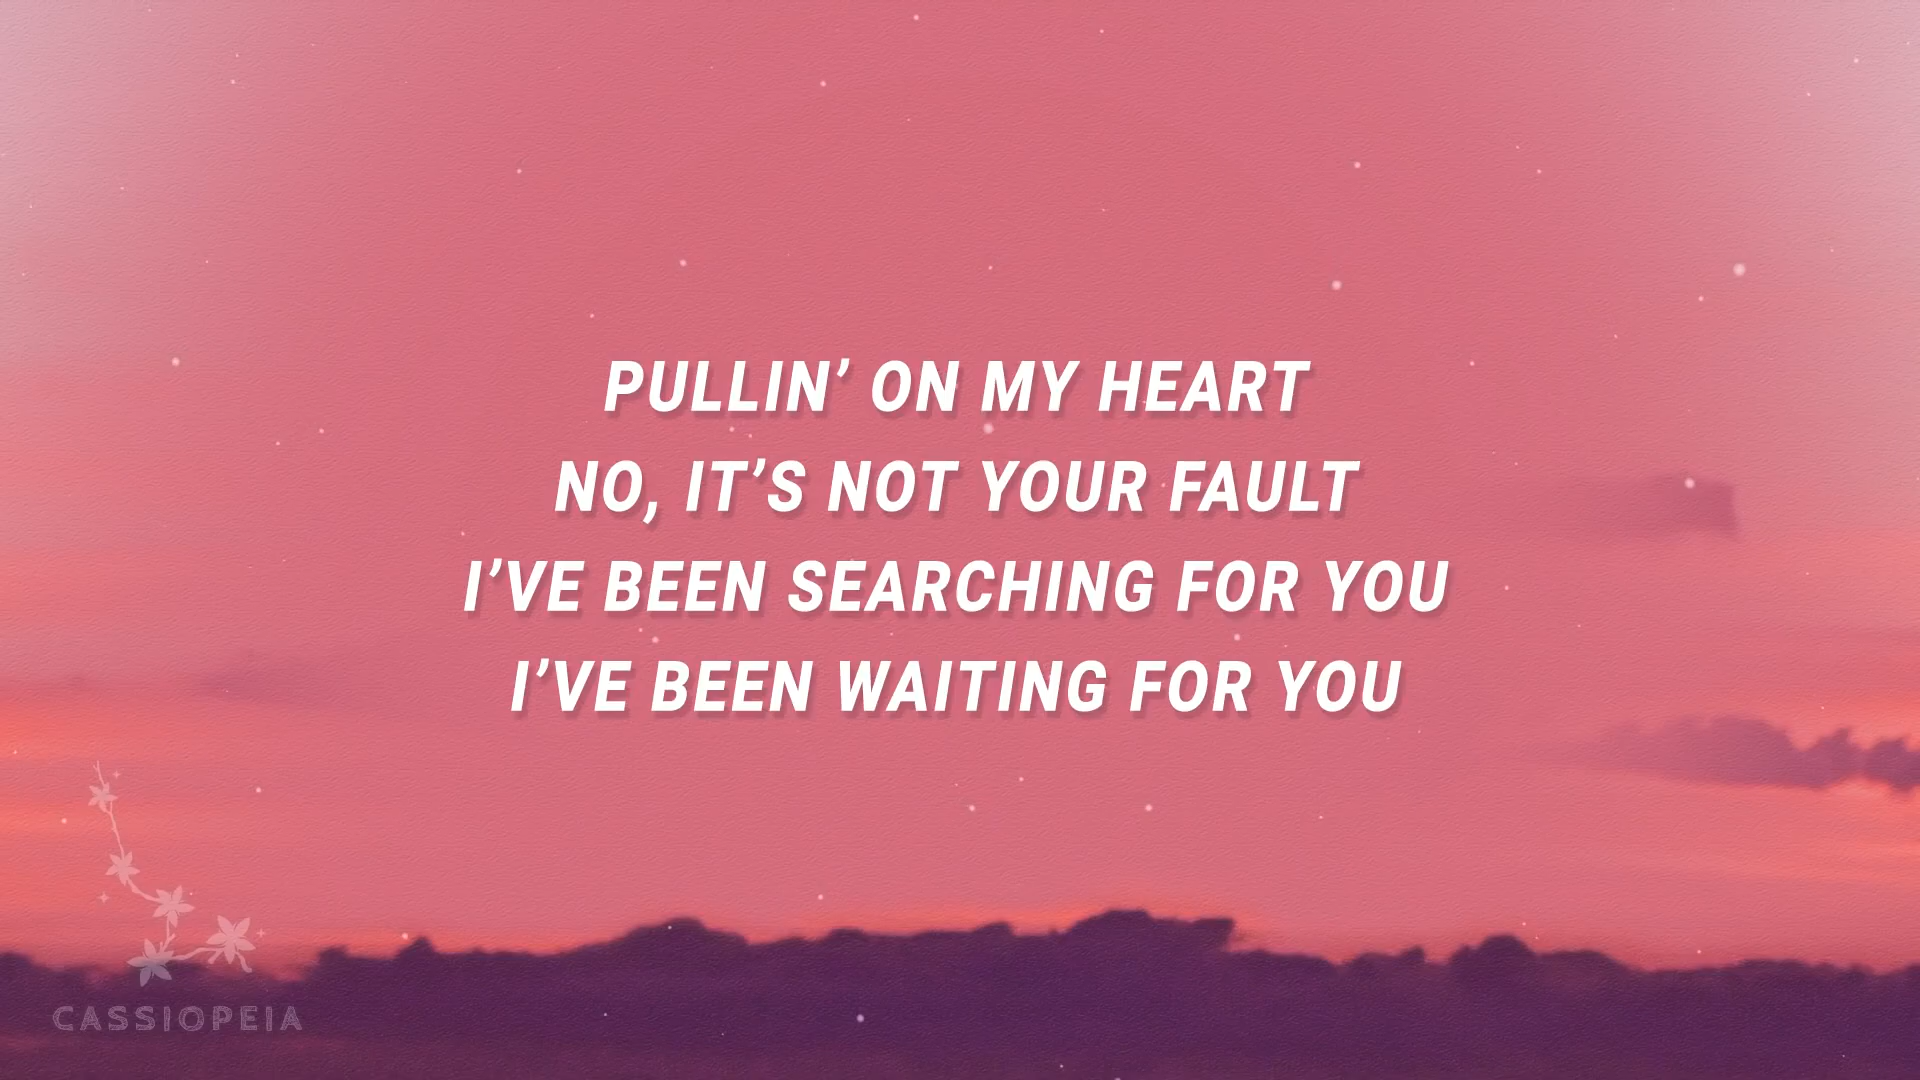 PULLIN’ ON MY HEART
NO, IT’S NOT YOUR FAULT
I’VE BEEN SEARCHING FOR YOU
I’VE BEEN WAITING FOR YOU
CASSIOPEIA